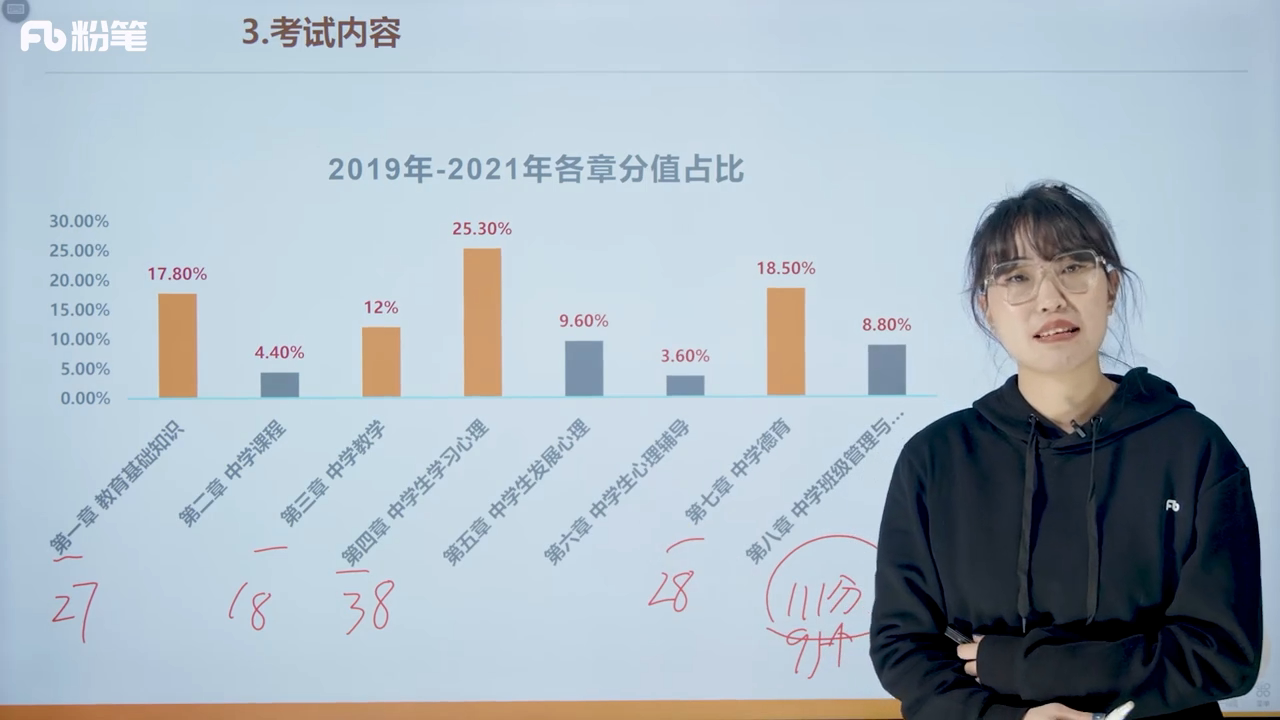 粉笔
3.考试内容
2019年-2021年各章分值占比
30.00%
25.00%
20.00%
15.00%
10.00%
5.00%
0.00%
17.80%
4.40%
12%
25.30%
9.60%
3.60%
18.50%
8.80%
第一章 教育基础知识
第二章 中学课程
第三章 中学教学
第四章 中学生学习心理
第五章 中学生发展心理
第六章 中学生心理辅导
第七章 中学德育
第八章 中学班级管理与...
27
18
38
28
111分